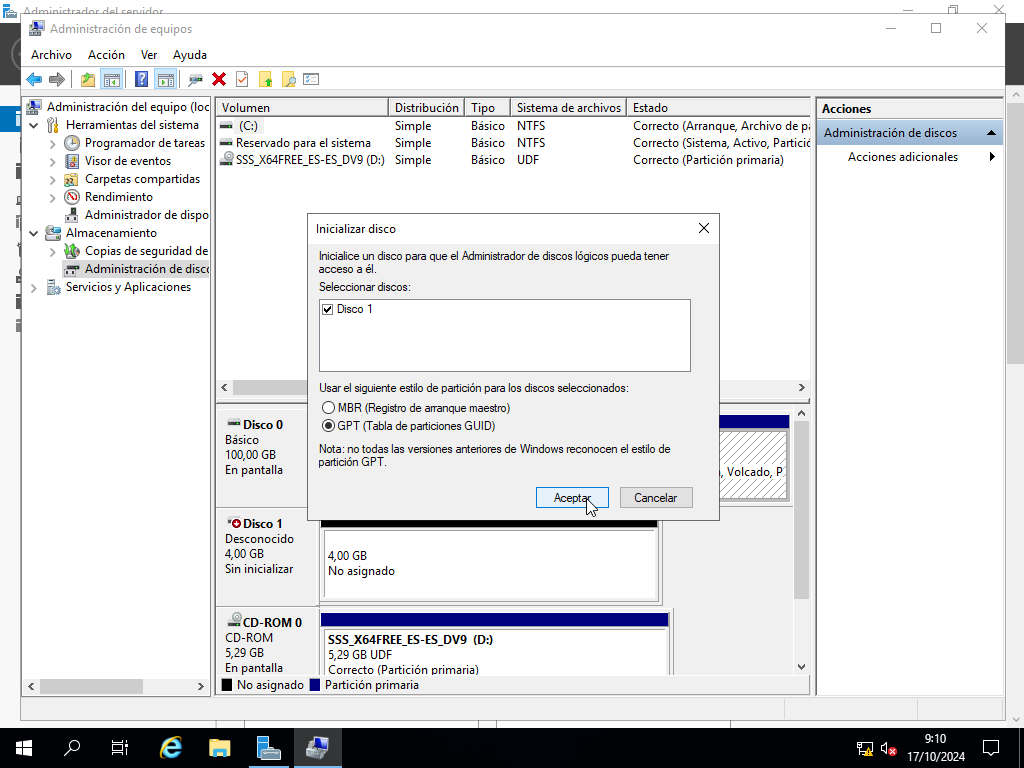 Administrador del servidor
Administración de equipos
Archivo Acción Ver Ayuda
Administración del equipo (loc
Herramientas del sistema
Programador de tareas
Visor de eventos
Carpetas compartidas
Rendimiento
Administrador de dispo
Almacenamiento
Copias de seguridad de
Administración de disco
Servicios y Aplicaciones
Volumen Distribución Tipo Sistema de archivos Estado
(C:) Simple Básico NTFS Correcto (Arranque, Archivo de pa
Reservado para el sistema Simple Básico NTFS Correcto (Sistema, Activo, Partició
SSS_X64FREE_ES-ES_DV9 (D:) Simple Básico UDF Correcto (Partición primaria)
Acciones
Administración de discos
Acciones adicionales
Inicializar disco
Inicialice un disco para que el Administrador de discos lógicos pueda tener
acceso a él.
Seleccionar discos:
Disco 1
Usar el siguiente estilo de partición para los discos seleccionados:
MBR (Registro de arranque maestro)
GPT (Tabla de particiones GUID)
Nota: no todas las versiones anteriores de Windows reconocen el estilo de
partición GPT.
Aceptar Cancelar
Disco 0
Básico
100,00 GB
En pantalla
, Volcado, P
Disco 1
Desconocido
4,00 GB
Sin inicializar
4,00 GB
No asignado
CD-ROM 0
CD-ROM
5,29 GB
En pantalla
SSS_X64FREE_ES-ES_DV9 (D:)
5,29 GB UDF
Correcto (Partición primaria)
No asignado Partición primaria
9:10
17/10/2024